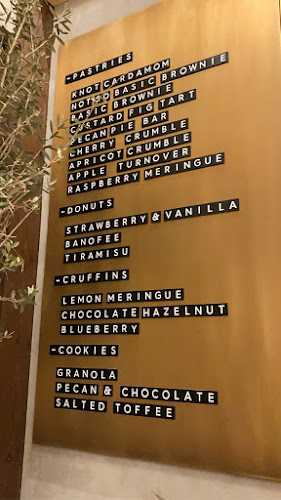 -PASTRIES
KNOT CARDAMOM
NOT SO BASIC BROWNIE
BASIC BROWNIE
CUSTARD FIG TART
PECAN PIE BAR
CHERRY CRUMBLE
APRICOT CRUMBLE
APPLE TURNOVER
RASPBERRY MERINGUE
-DONUTS
STRAWBERRY & VANILLA
BANOFEE
TIRAMISU
-CRUFFINS
LEMON MERINGUE
CHOCOLATE HAZELNUT
BLUEBERRY
-COOKIES
GRANOLA
PECAN & CHOCOLATE
SALTED TOFFEE